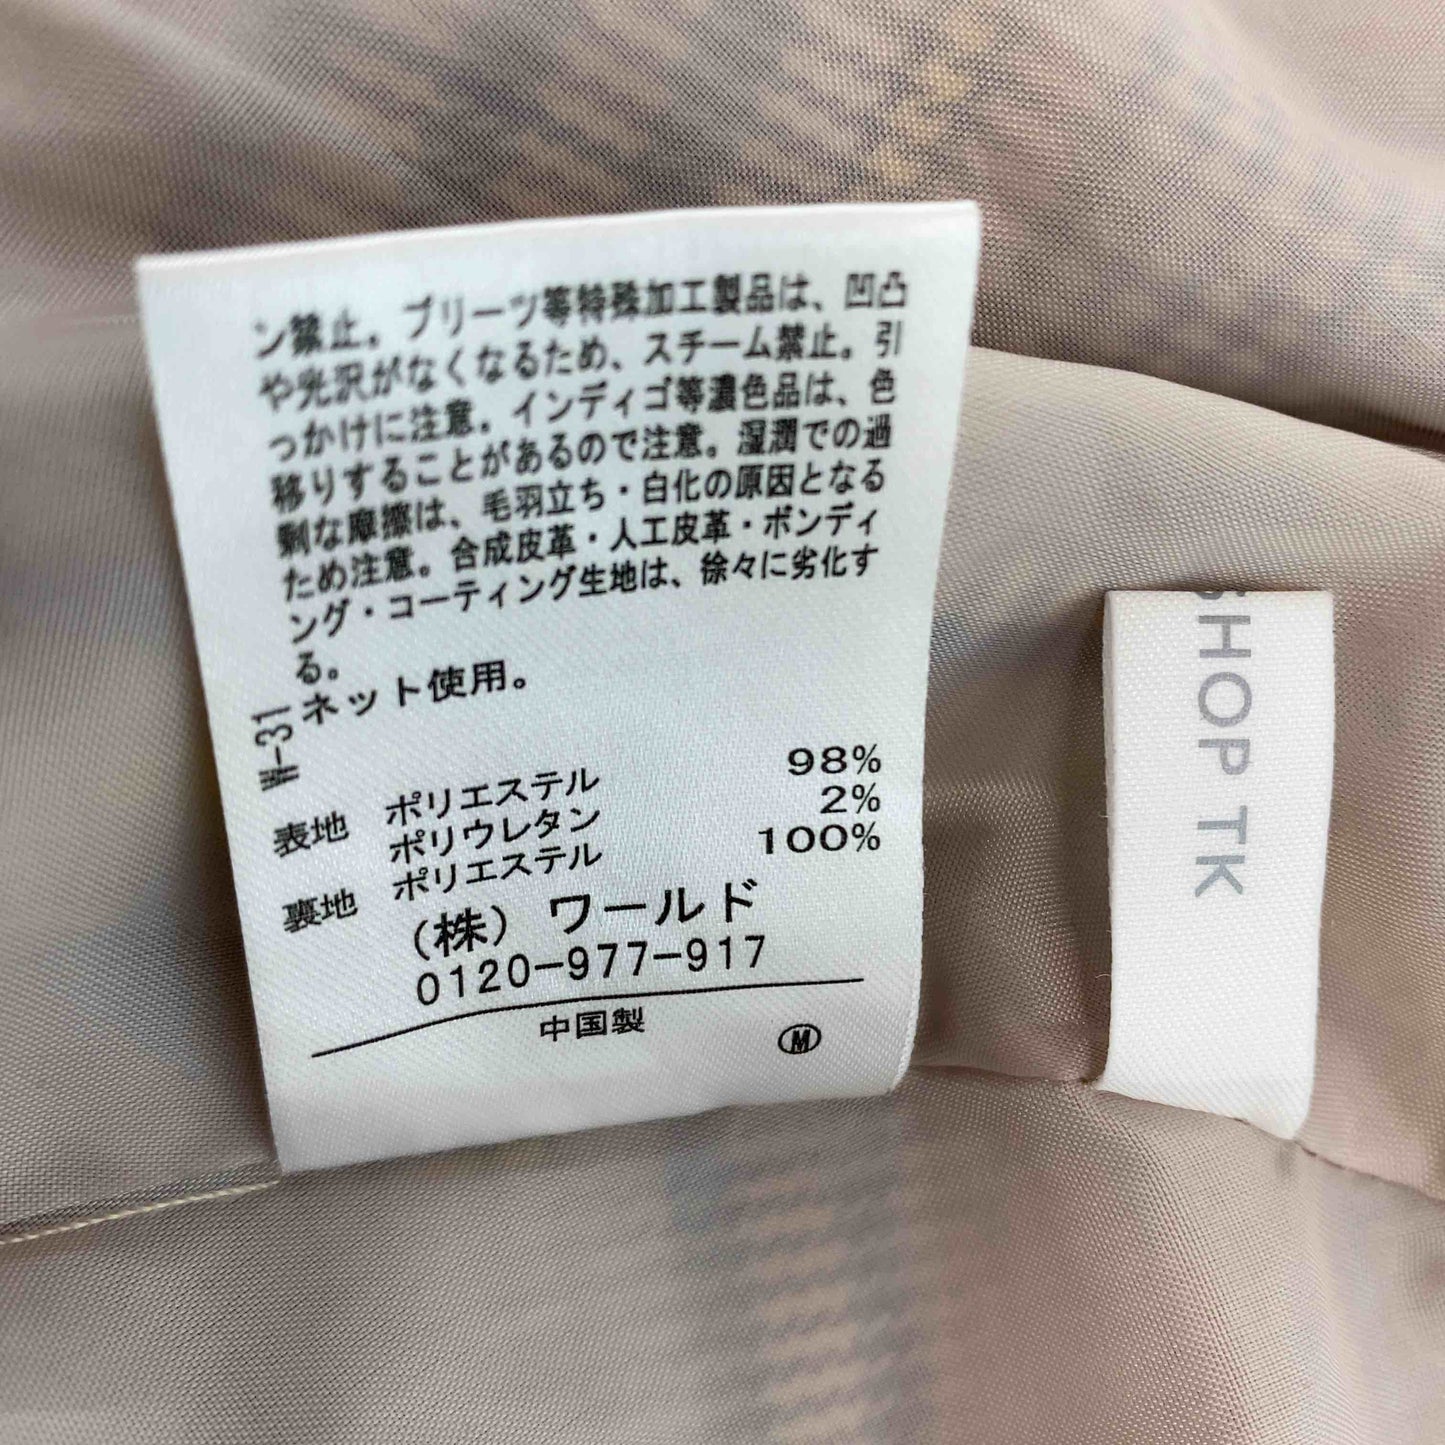 ン禁止。プリーツ等特殊加工製品は、凹凸
や光沢がなくなるため、スチーム禁止。引
っかけに注意。インディゴ等濃色品は、色
移りすることがあるので注意。湿潤での過
剰な摩擦は、毛羽立ち・白化の原因となる
ため注意。合成皮革・人工皮革・ボンディ
ング・コーティング生地は、徐々に劣化す
る。
ネット使用。
W-31
表地 ポリエステル 98%
ポリウレタン 2%
裏地 ポリエステル 100%
(株) ワールド
0120-977-917
中国製
M
SHOP TK